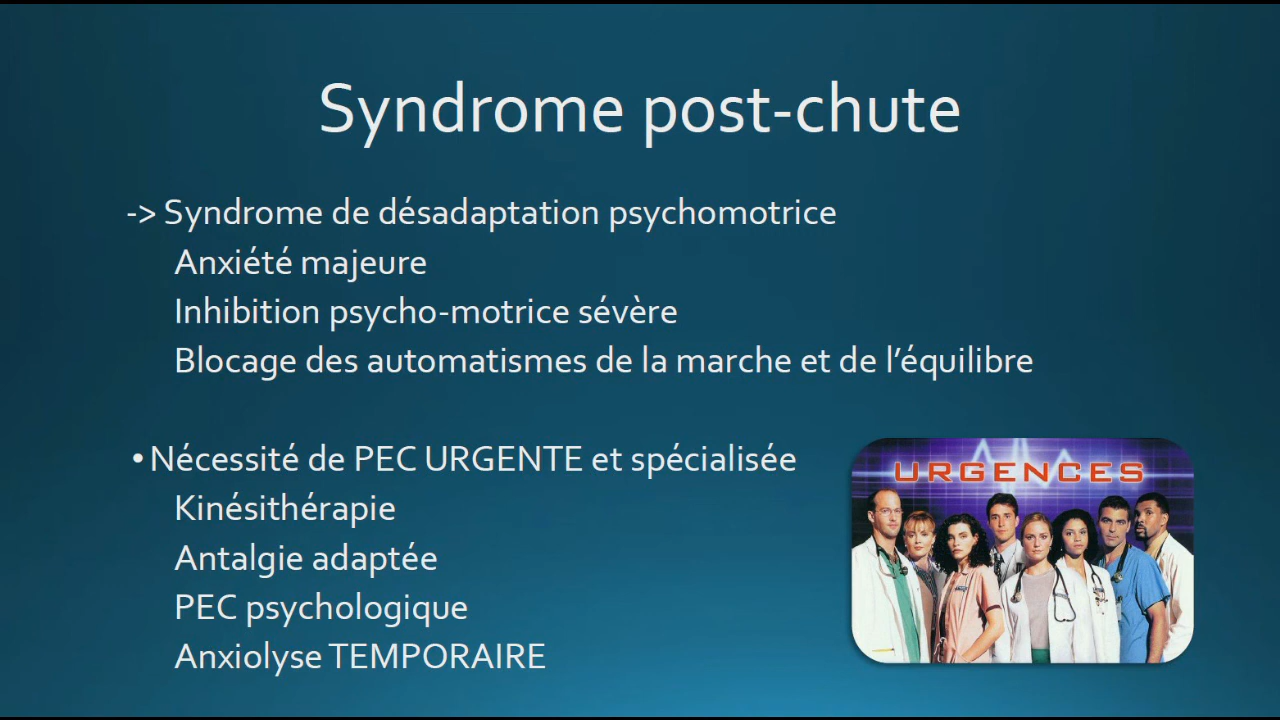 Syndrome post-chute
-> Syndrome de désadaptation psychomotrice
Anxiété majeure
Inhibition psycho-motrice sévère
Blocage des automatismes de la marche et de l’équilibre
• Nécessité de PEC URGENTE et spécialisée
Kinésithérapie
Antalgie adaptée
PEC psychologique
Anxiolyse TEMPORAIRE
URGENCES